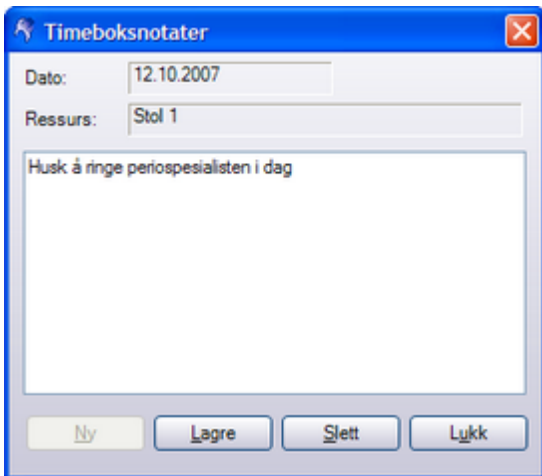 Timeboksnotater
Dato: 12.10.2007
Ressurs: Stol 1
Husk å ringe periospesialisten i dag
Ny Lagre Slett Lukk